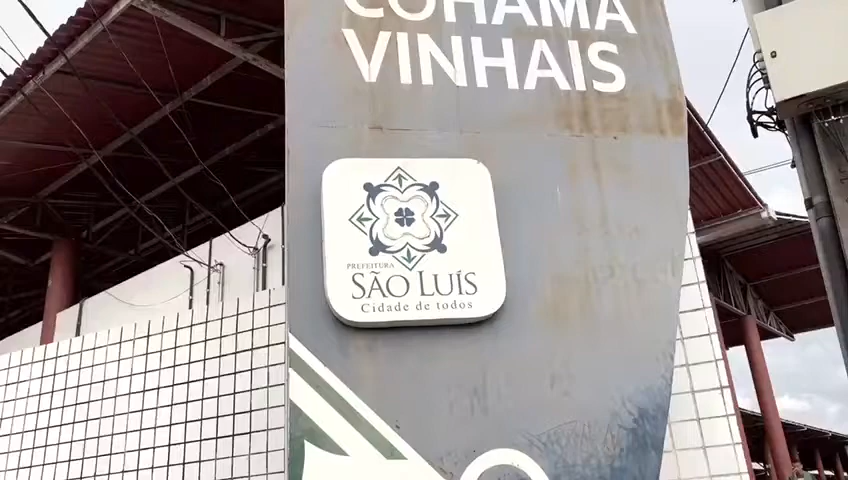 COHAMA
VINHAIS
PREFEITURA
SÃO LUÍS
Cidade de todos